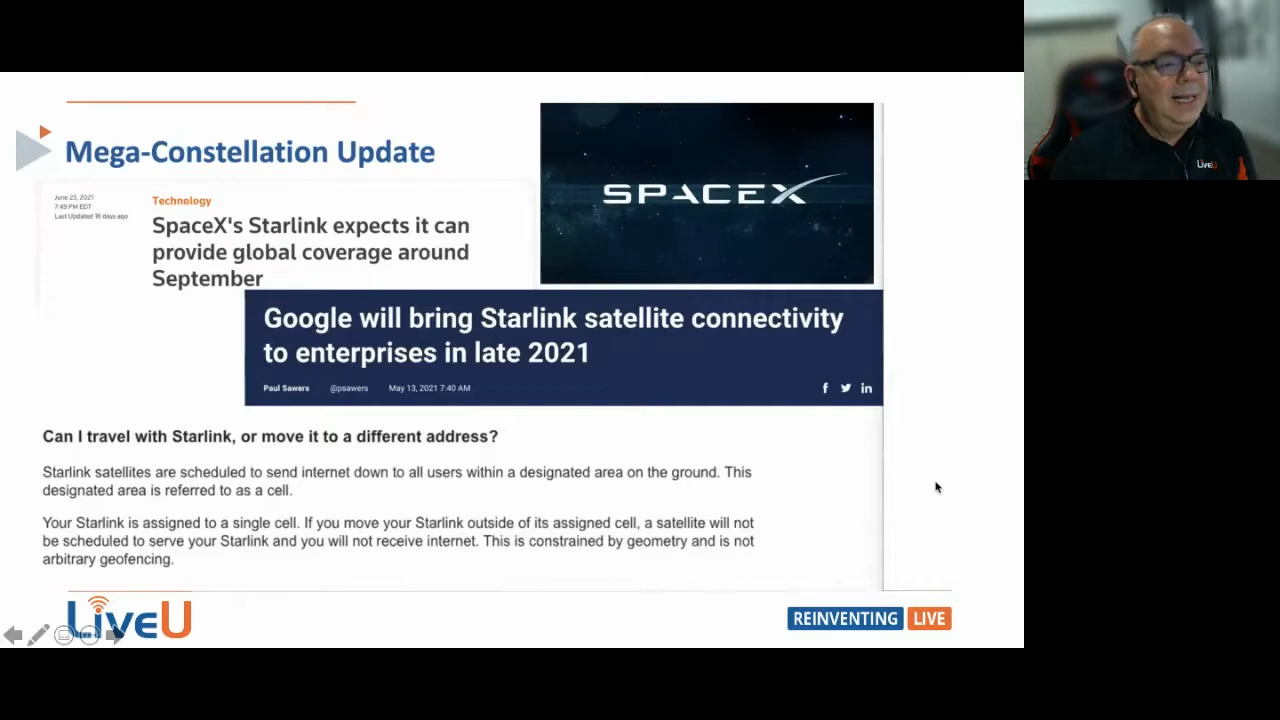 Mega-Constellation Update
June 23, 2021
7:49 PM EDT
Last Updated 16 days ago
Technology
SpaceX's Starlink expects it can
provide global coverage around
September
SPACEX
Google will bring Starlink satellite connectivity
to enterprises in late 2021
Paul Sawers @psawers May 13, 2021 7:40 AM
f in
Can I travel with Starlink, or move it to a different address?
Starlink satellites are scheduled to send internet down to all users within a designated area on the ground. This
designated area is referred to as a cell.
Your Starlink is assigned to a single cell. If you move your Starlink outside of its assigned cell, a satellite will not
be scheduled to serve your Starlink and you will not receive internet. This is constrained by geometry and is not
arbitrary geofencing.
LiveU
REINVENTING LIVE
LiveU